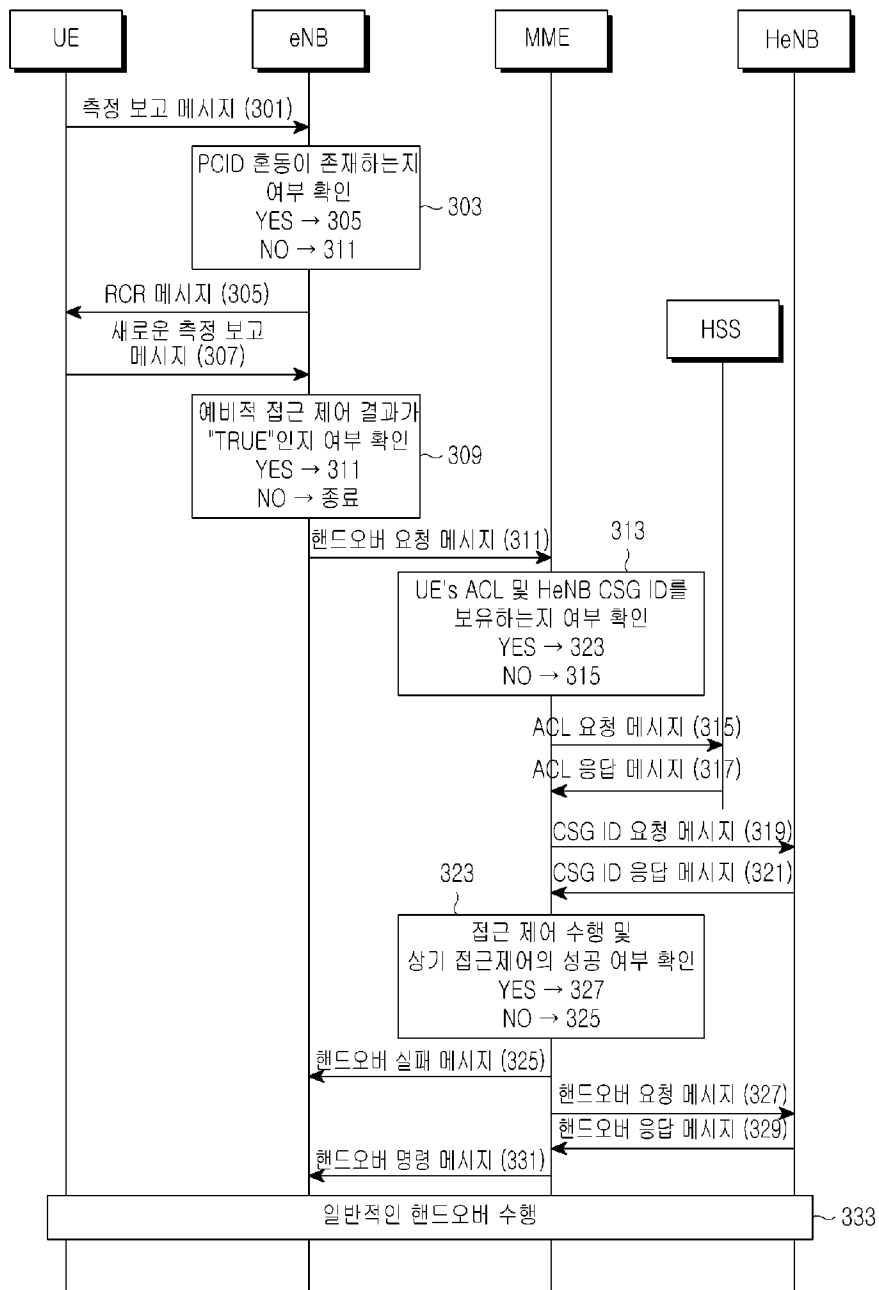 UE
eNB
MME
HeNB
측정 보고 메시지 (301)
PCID 혼동이 존재하는지
여부 확인
YES → 305
NO → 311
303
RCR 메시지 (305)
HSS
새로운 측정 보고
메시지 (307)
예비적 접근 제어 결과가
"TRUE"인지 여부 확인
YES → 311
NO → 종료
309
핸드오버 요청 메시지 (311)
313
UE's ACL 및 HeNB CSG ID를
보유하는지 여부 확인
YES → 323
NO → 315
ACL 요청 메시지 (315)
ACL 응답 메시지 (317)
CSG ID 요청 메시지 (319)
CSG ID 응답 메시지 (321)
323
접근 제어 수행 및
상기 접근제어의 성공 여부 확인
YES → 327
NO → 325
핸드오버 실패 메시지 (325)
핸드오버 요청 메시지 (327)
핸드오버 응답 메시지 (329)
핸드오버 명령 메시지 (331)
일반적인 핸드오버 수행
333